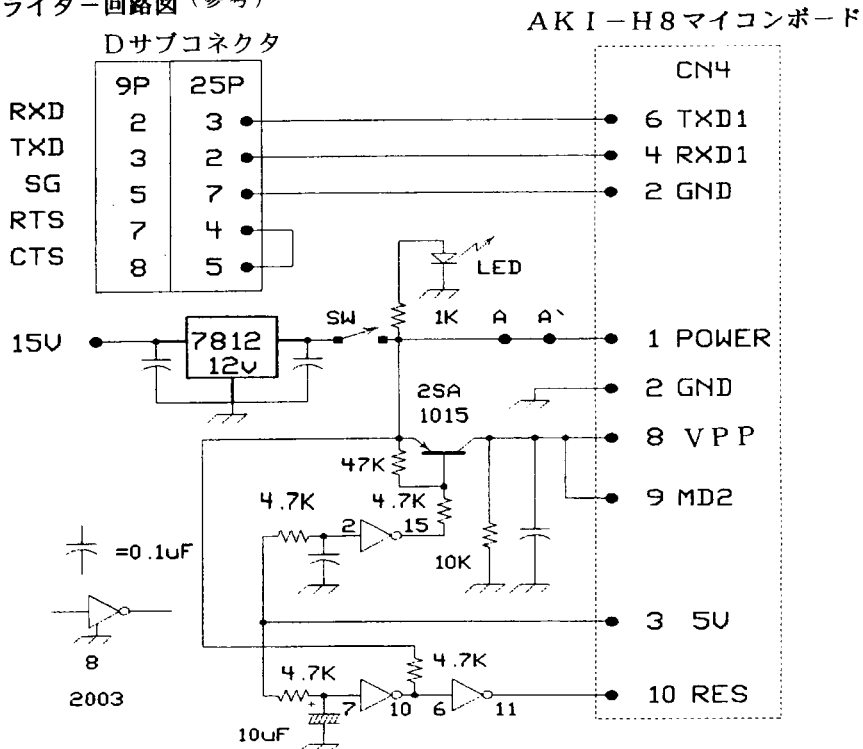 ライター回路図（参考）
AKI-H8マイコンボード
Dサブコネクタ
9P 25P
CN4
RXD 2 3
6 TXD1
TXD 3 2
4 RXD1
SG 5 7
2 GND
RTS 7 4
CTS 8 5
LED
1K
SW
A A`
15V
7812
12v
1 POWER
2 GND
2SA
1015
8 VPP
47K
9 MD2
4.7K
4.7K
2 15
10K
=0.1uF
3 5V
8
2003
4.7K
4.7K
7 10 6 11
10 RES
+
10uF